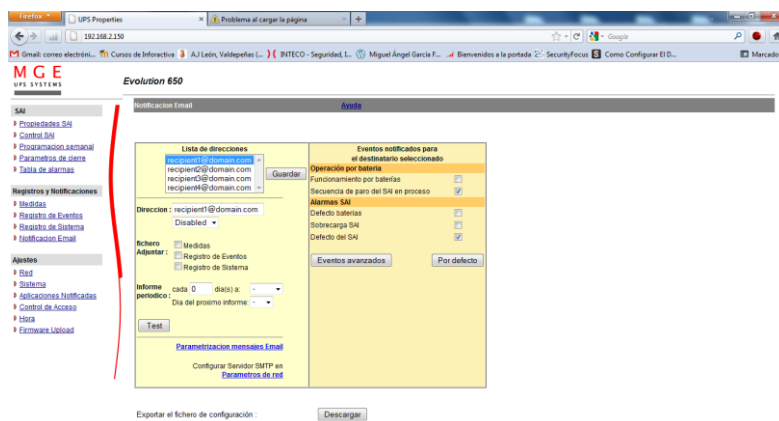 Firefox
UPS Properties
Problema al cargar la página
192.168.2.150
Google
Gmail: correo electróni...
Cursos de Inforactiva
AJ León, Valdepeñas (...
INTECO - Seguridad, I...
Miguel Ángel García F...
Bienvenidos a la portada
SecurityFocus
Como Configurar El D...
Marcado
MGE
UPS SYSTEMS
Evolution 650
Notificacion Email
Ayuda
SAI
Propiedades SAI
Control SAI
Programacion semanal
Parametros de cierre
Tabla de alarmas
Registros y Notificaciones
Medidas
Registro de Eventos
Registro de Sistema
Notificacion Email
Ajustes
Red
Sistema
Aplicaciones Notificadas
Control de Acceso
Hora
Firmware Upload
Lista de direcciones
recipient1@domain.com
recipient2@domain.com
recipient3@domain.com
recipient4@domain.com
Guardar
Direccion : recipient1@domain.com
Disabled
fichero
Adjuntar :
Medidas
Registro de Eventos
Registro de Sistema
Informe
periodico :
cada 0 dia(s) a: -
Dia del proximo informe: -
Test
Parametrizacion mensajes Email
Configurar Servidor SMTP en
Parametros de red
Eventos notificados para
el destinatario seleccionado
Operación por bateria
Funcionamiento por baterías
Secuencia de paro del SAI en proceso
Alarmas SAI
Defecto baterias
Sobrecarga SAI
Defecto del SAI
Eventos avanzados
Por defecto
Exportar el fichero de configuración :
Descargar